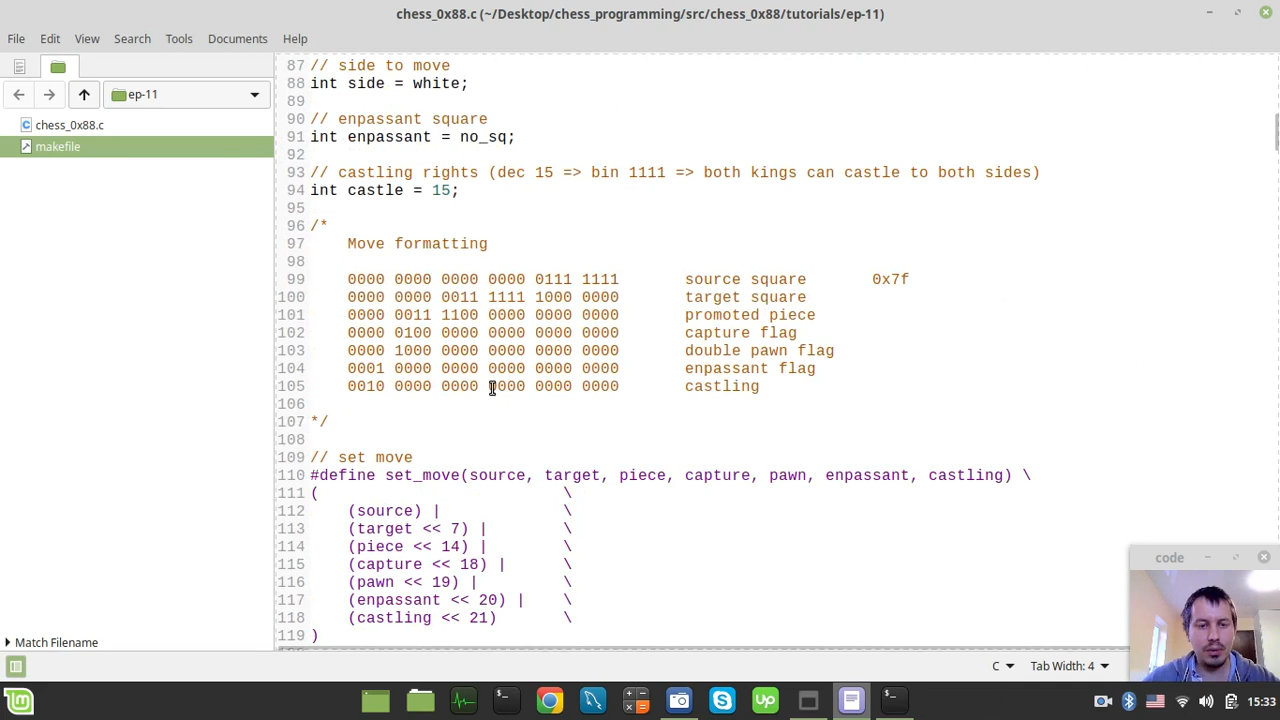 chess_0x88.c (~/Desktop/chess_programming/src/chess_0x88/tutorials/ep-11)
File Edit View Search Tools Documents Help
ep-11
chess_0x88.c
makefile
87 // side to move
88 int side = white;
89
90 // enpassant square
91 int enpassant = no_sq;
92
93 // castling rights (dec 15 => bin 1111 => both kings can castle to both sides)
94 int castle = 15;
95
96 /*
97 Move formatting
98
99 0000 0000 0000 0000 0111 1111 source square 0x7f
100 0000 0000 0011 1111 1000 0000 target square
101 0000 0011 1100 0000 0000 0000 promoted piece
102 0000 0100 0000 0000 0000 0000 capture flag
103 0000 1000 0000 0000 0000 0000 double pawn flag
104 0001 0000 0000 0000 0000 0000 enpassant flag
105 0010 0000 0000 0000 0000 0000 castling
106
107 */
108
109 // set move
110 #define set_move(source, target, piece, capture, pawn, enpassant, castling) \
111 ( \
112 (source) | \
113 (target << 7) | \
114 (piece << 14) | \
115 (capture << 18) | \
116 (pawn << 19) | \
117 (enpassant << 20) | \
118 (castling << 21) \
119 )
Match Filename
code
C Tab Width: 4
15:33